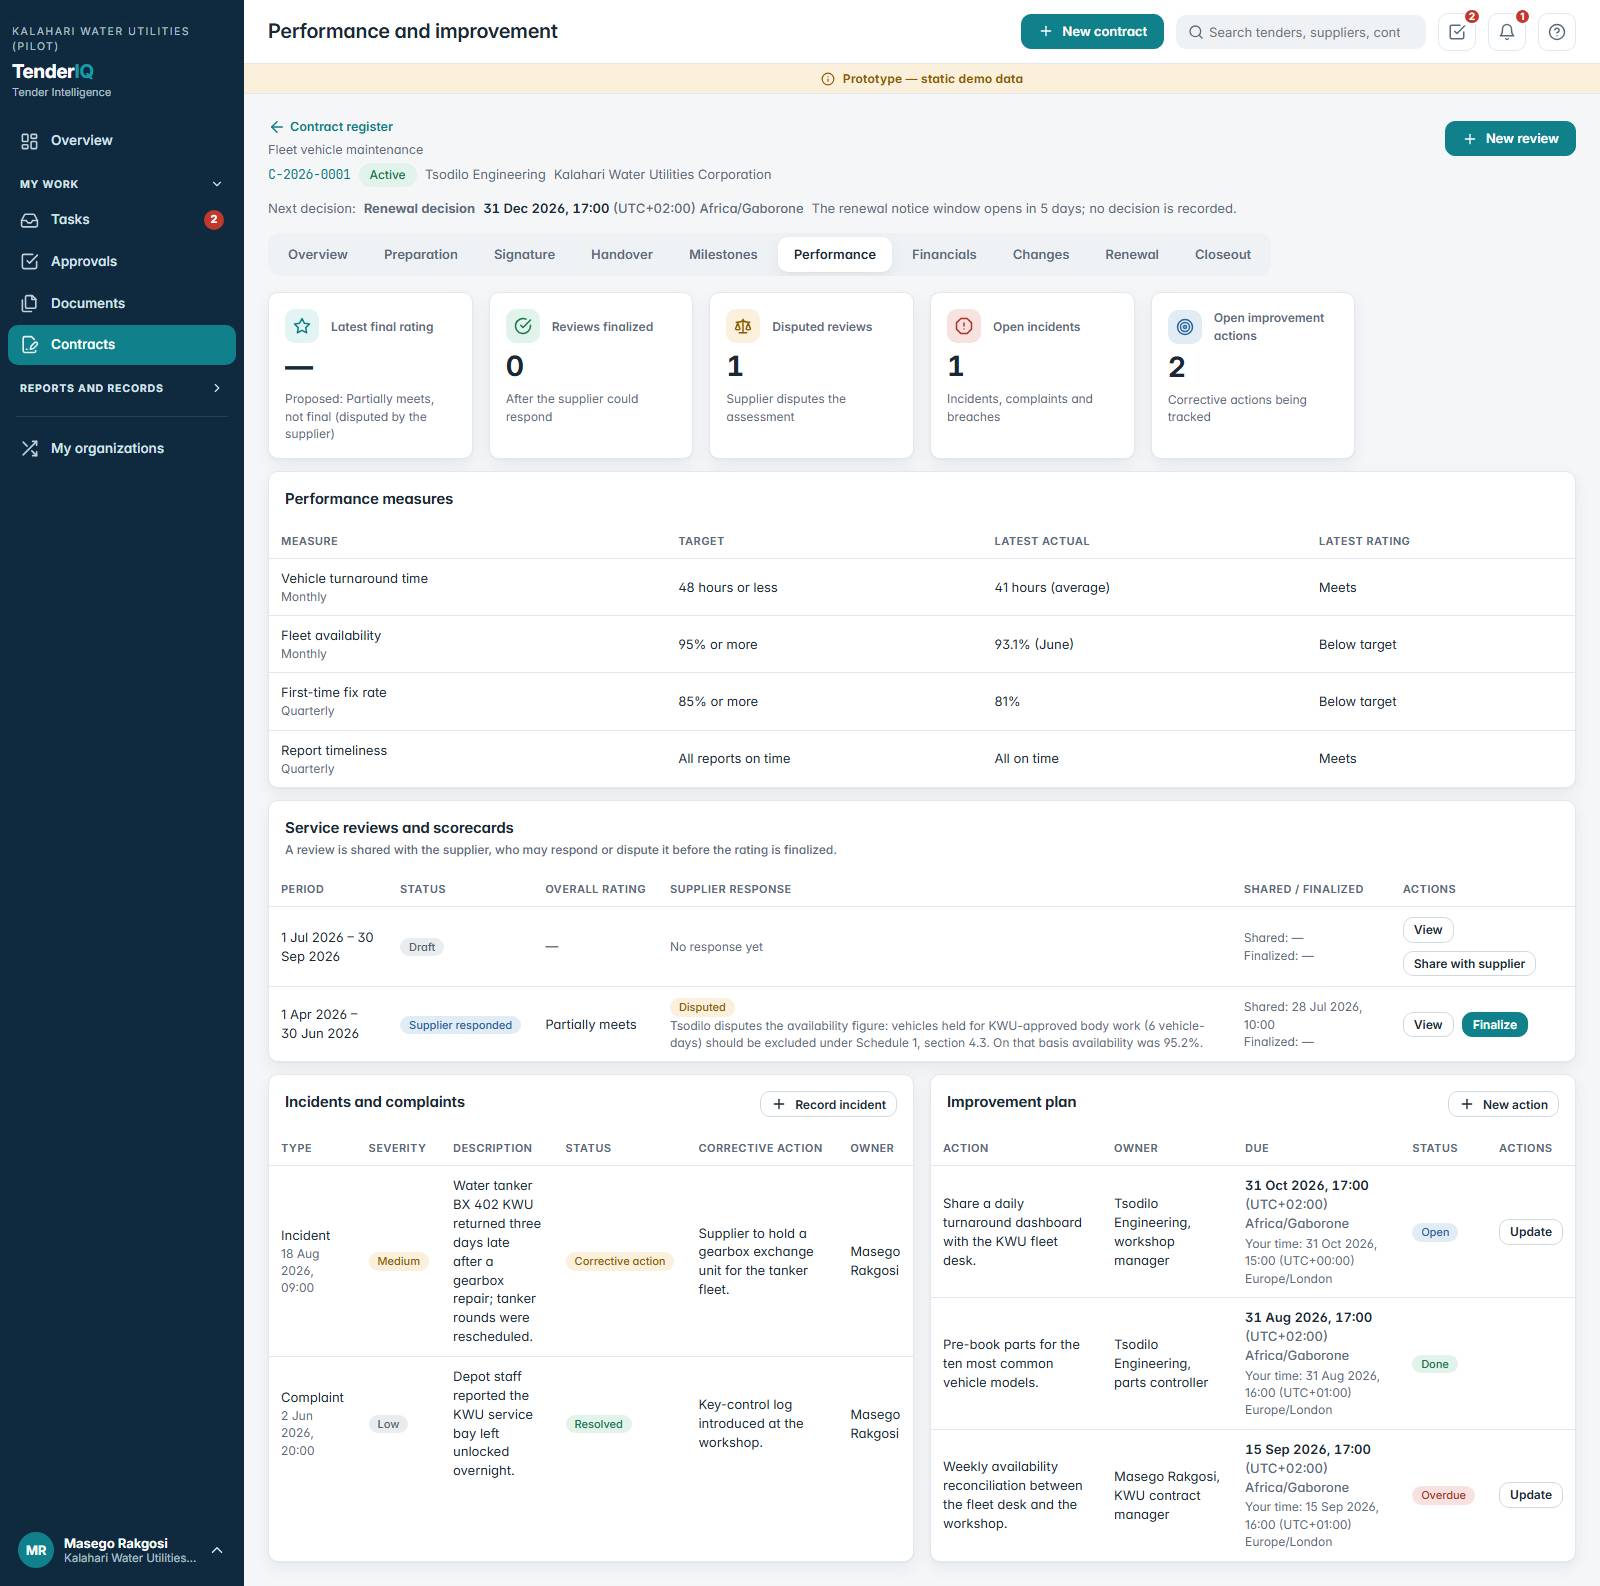 KALAHARI WATER UTILITIES
(PILOT)
TenderIQ
Tender Intelligence
Overview
MY WORK
Tasks
2
Approvals
Documents
Contracts
REPORTS AND RECORDS
My organizations
MR
Masego Rakgosi
Kalahari Water Utilities...
Performance and improvement
New contract
Search tenders, suppliers, cont
2
1
Prototype — static demo data
Contract register
Fleet vehicle maintenance
C-2026-0001 Active Tsodilo Engineering Kalahari Water Utilities Corporation
Next decision: Renewal decision 31 Dec 2026, 17:00 (UTC+02:00) Africa/Gaborone The renewal notice window opens in 5 days; no decision is recorded.
New review
Overview Preparation Signature Handover Milestones Performance Financials Changes Renewal Closeout
Latest final rating
—
Proposed: Partially meets,
not final (disputed by the
supplier)
Reviews finalized
0
After the supplier could
respond
Disputed reviews
1
Supplier disputes the
assessment
Open incidents
1
Incidents, complaints and
breaches
Open improvement
actions
2
Corrective actions being
tracked
Performance measures
MEASURE TARGET LATEST ACTUAL LATEST RATING
Vehicle turnaround time
Monthly
48 hours or less
41 hours (average)
Meets
Fleet availability
Monthly
95% or more
93.1% (June)
Below target
First-time fix rate
Quarterly
85% or more
81%
Below target
Report timeliness
Quarterly
All reports on time
All on time
Meets
Service reviews and scorecards
A review is shared with the supplier, who may respond or dispute it before the rating is finalized.
PERIOD STATUS OVERALL RATING SUPPLIER RESPONSE SHARED / FINALIZED ACTIONS
1 Jul 2026 – 30
Sep 2026
Draft
—
No response yet
Shared: —
Finalized: —
View
Share with supplier
1 Apr 2026 –
30 Jun 2026
Supplier responded
Partially meets
Disputed
Tsodilo disputes the availability figure: vehicles held for KWU-approved body work (6 vehicle-
days) should be excluded under Schedule 1, section 4.3. On that basis availability was 95.2%.
Shared: 28 Jul 2026,
10:00
Finalized: —
View
Finalize
Incidents and complaints
Record incident
TYPE SEVERITY DESCRIPTION STATUS CORRECTIVE ACTION OWNER
Incident
18 Aug
2026,
09:00
Medium
Water tanker
BX 402 KWU
returned three
days late
after a
gearbox
repair; tanker
rounds were
rescheduled.
Corrective action
Supplier to hold a
gearbox exchange
unit for the tanker
fleet.
Masego
Rakgosi
Complaint
2 Jun
2026,
20:00
Low
Depot staff
reported the
KWU service
bay left
unlocked
overnight.
Resolved
Key-control log
introduced at the
workshop.
Masego
Rakgosi
Improvement plan
New action
ACTION OWNER DUE STATUS ACTIONS
Share a daily
turnaround dashboard
with the KWU fleet
desk.
Tsodilo
Engineering,
workshop
manager
31 Oct 2026, 17:00
(UTC+02:00)
Africa/Gaborone
Your time: 31 Oct 2026,
15:00 (UTC+00:00)
Europe/London
Open
Update
Pre-book parts for the
ten most common
vehicle models.
Tsodilo
Engineering,
parts controller
31 Aug 2026, 17:00
(UTC+02:00)
Africa/Gaborone
Your time: 31 Aug 2026,
16:00 (UTC+01:00)
Europe/London
Done
Weekly availability
reconciliation between
the fleet desk and the
workshop.
Masego Rakgosi,
KWU contract
manager
15 Sep 2026, 17:00
(UTC+02:00)
Africa/Gaborone
Your time: 15 Sep 2026,
16:00 (UTC+01:00)
Europe/London
Overdue
Update